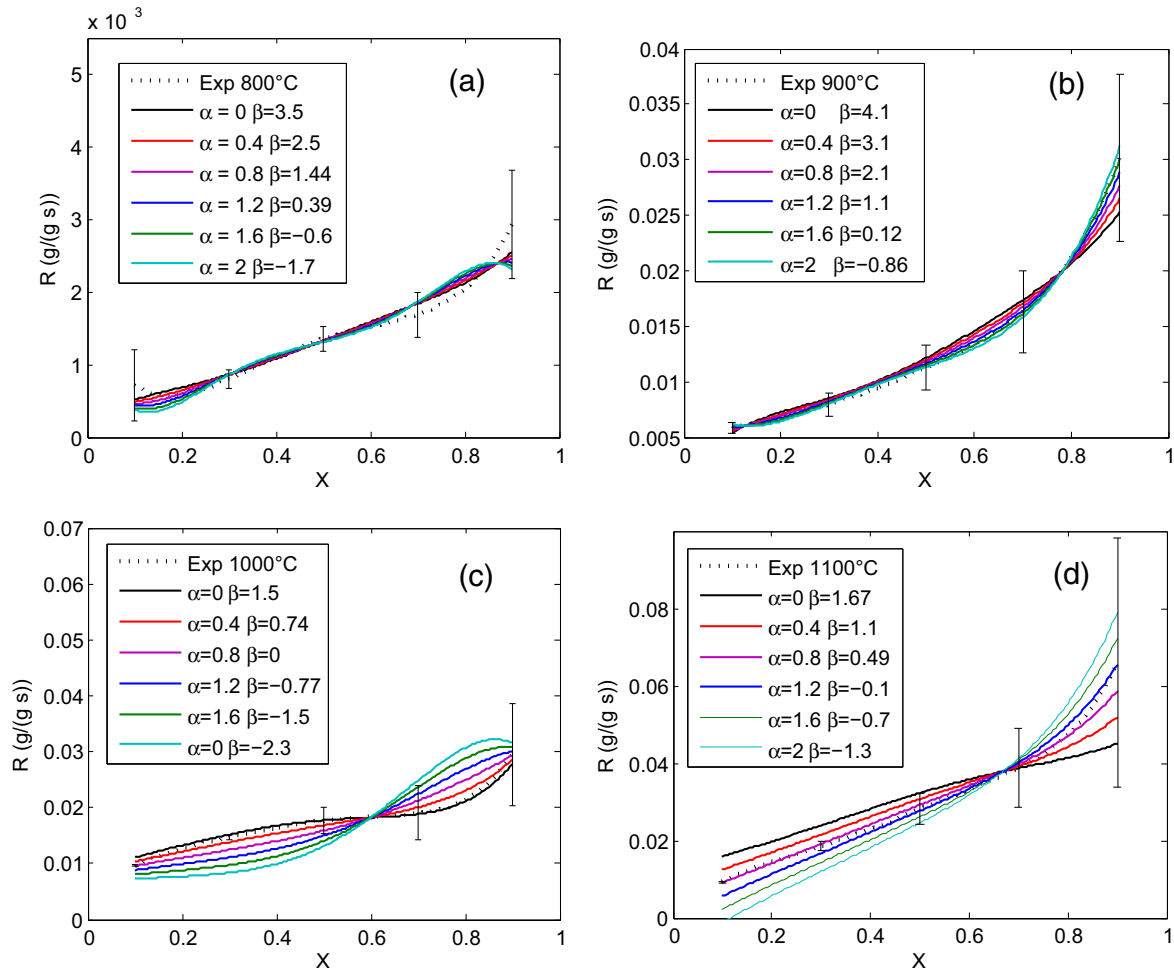 x 10 3
5
4
3
2
1
0
R (g/(g s))
(a)
Exp 800°C
α = 0 β=3.5
α = 0.4 β=2.5
α = 0.8 β=1.44
α = 1.2 β=0.39
α = 1.6 β=−0.6
α = 2 β=−1.7
0 0.2 0.4 0.6 0.8 1
X
0.04
0.035
0.03
0.025
0.02
0.015
0.01
0.005
R (g/(g s))
(b)
Exp 900°C
α=0 β=4.1
α=0.4 β=3.1
α=0.8 β=2.1
α=1.2 β=1.1
α=1.6 β=0.12
α=2 β=−0.86
0 0.2 0.4 0.6 0.8 1
X
0.07
0.06
0.05
0.04
0.03
0.02
0.01
0
R (g/(g s))
(c)
Exp 1000°C
α=0 β=1.5
α=0.4 β=0.74
α=0.8 β=0
α=1.2 β=−0.77
α=1.6 β=−1.5
α=0 β=−2.3
0 0.2 0.4 0.6 0.8 1
X
0.08
0.06
0.04
0.02
0
R (g/(g s))
(d)
Exp 1100°C
α=0 β=1.67
α=0.4 β=1.1
α=0.8 β=0.49
α=1.2 β=−0.1
α=1.6 β=−0.7
α=2 β=−1.3
0 0.2 0.4 0.6 0.8 1
X